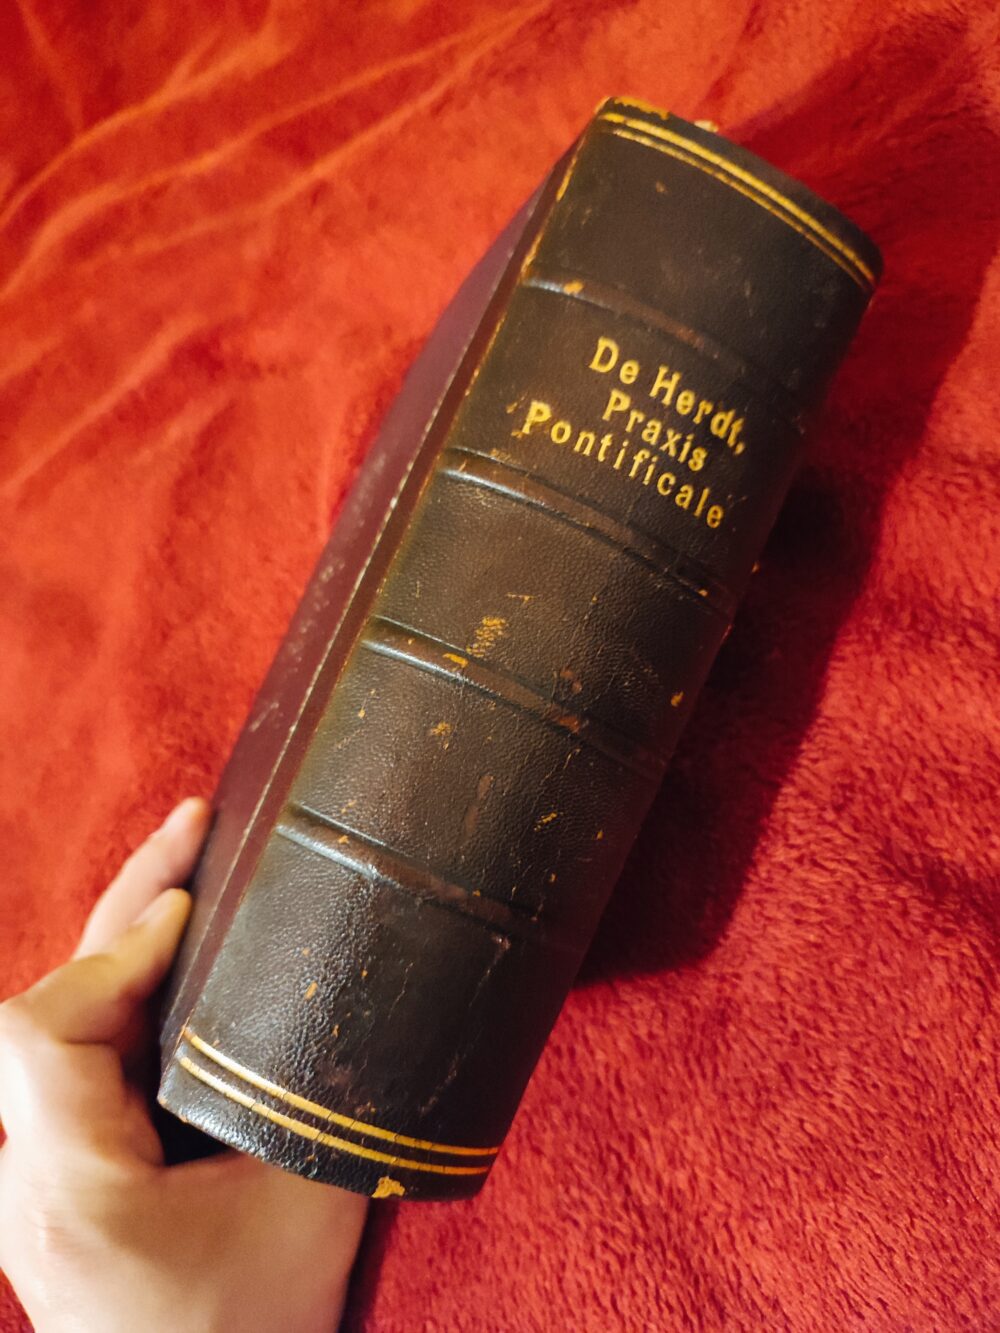 De Herdt,
Praxis
Pontificale